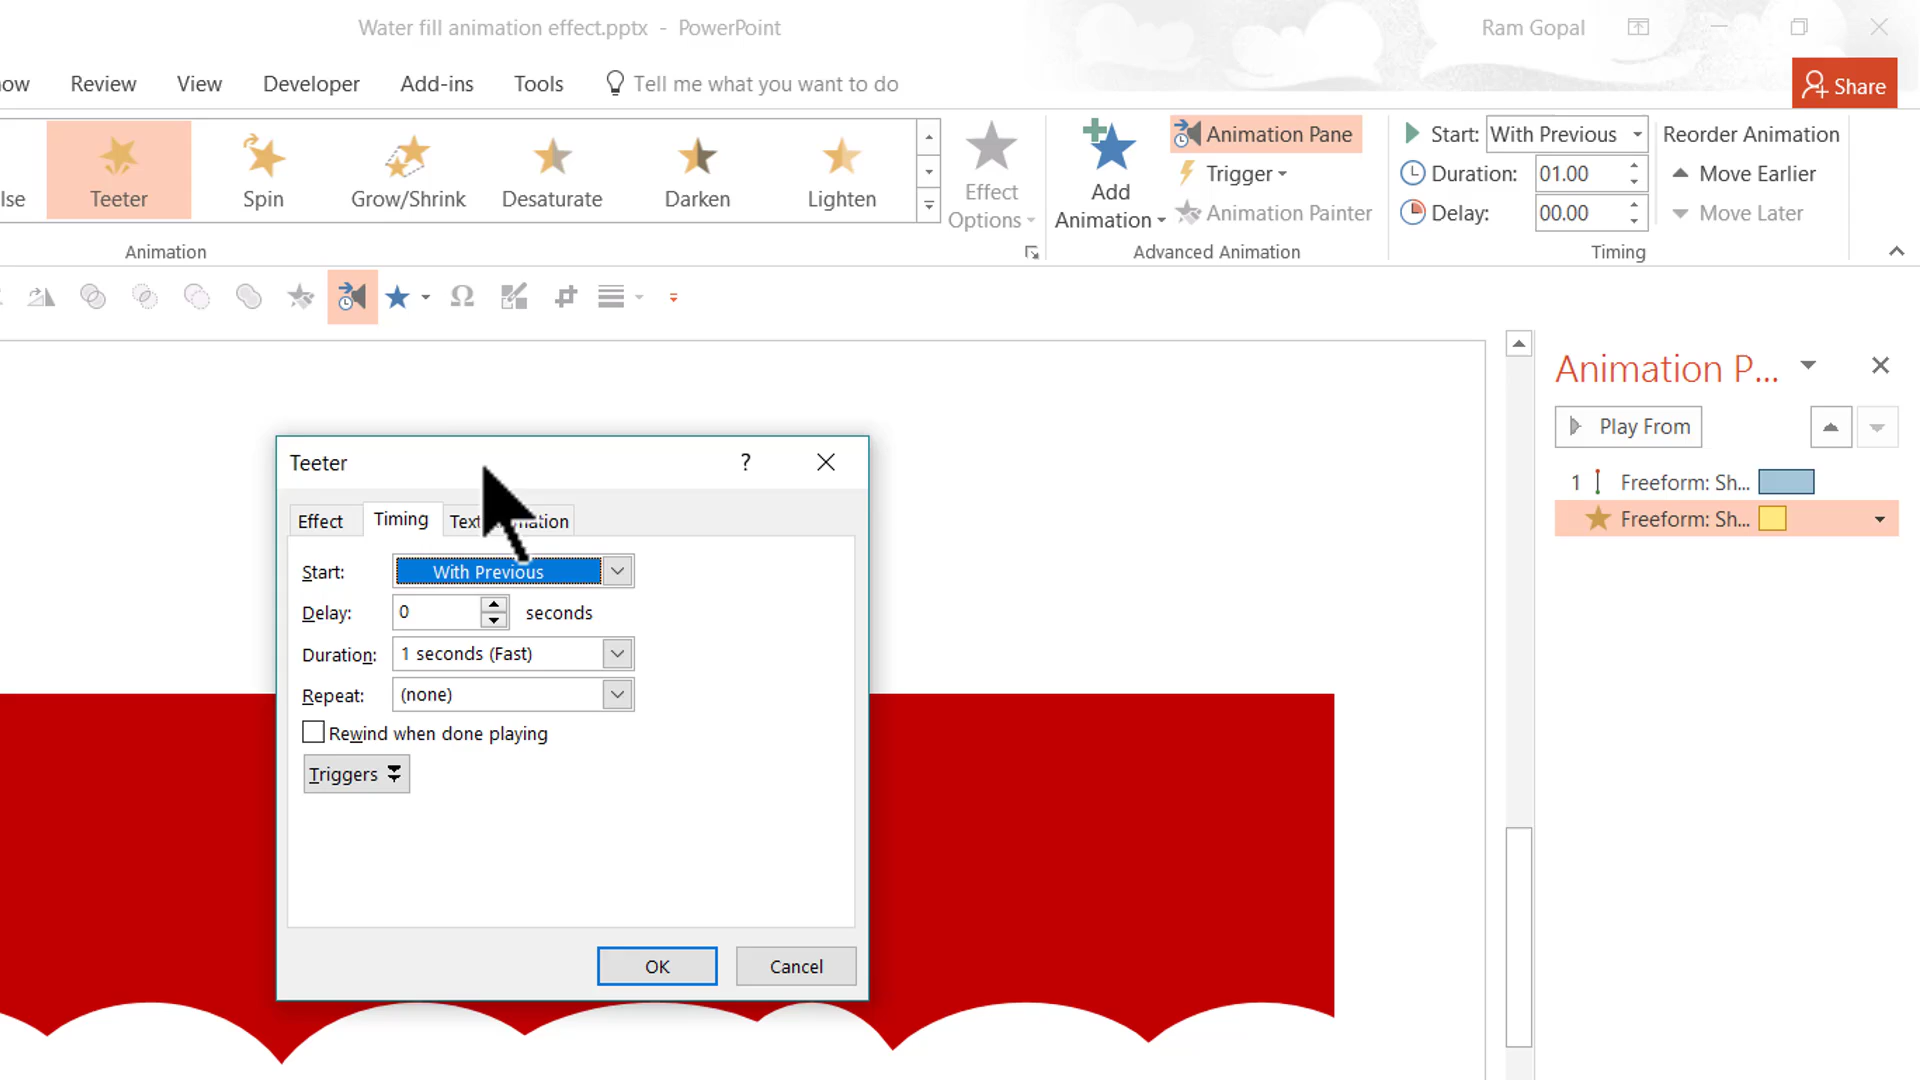 Water fill animation effect.pptx - PowerPoint
Ram Gopal
ow Review View Developer Add-ins Tools Tell me what you want to do
Share
lse Teeter Spin Grow/Shrink Desaturate Darken Lighten
Effect
Options
Add
Animation
Animation Pane
Trigger
Animation Painter
Start: With Previous
Duration: 01.00
Delay: 00.00
Reorder Animation
Move Earlier
Move Later
Animation
Advanced Animation
Timing
Animation P...
Play From
1 Freeform: Sh...
Freeform: Sh...
Teeter ?
Effect Timing Text
Start: With Previous
Delay: 0 seconds
Duration: 1 seconds (Fast)
Repeat: (none)
Rewind when done playing
Triggers
OK Cancel